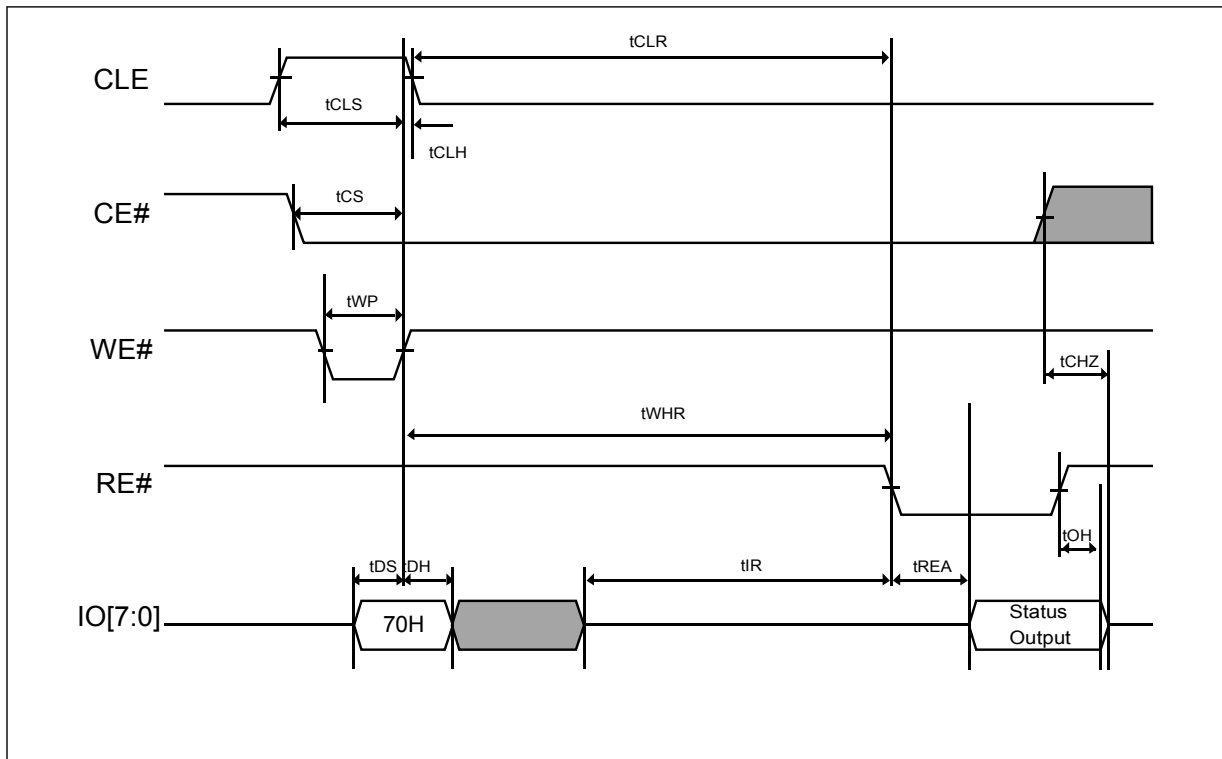 tCLR
CLE
tCLS
tCLH
tCS
CE#
tWP
WE#
tCHZ
tWHR
RE#
tOH
tDS tDH
tIR
tREA
IO[7:0]
70H
Status
Output